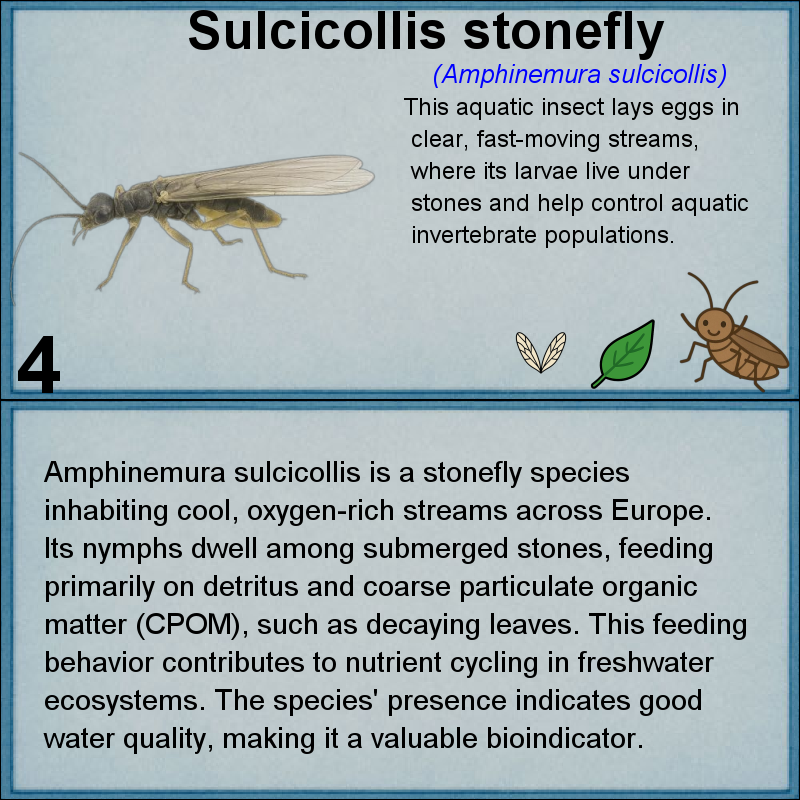 Sulcicollis stonefly
(Amphinemura sulcicollis)
This aquatic insect lays eggs in
clear, fast-moving streams,
where its larvae live under
stones and help control aquatic
invertebrate populations.
4
Amphinemura sulcicollis is a stonefly species
inhabiting cool, oxygen-rich streams across Europe.
Its nymphs dwell among submerged stones, feeding
primarily on detritus and coarse particulate organic
matter (CPOM), such as decaying leaves. This feeding
behavior contributes to nutrient cycling in freshwater
ecosystems. The species' presence indicates good
water quality, making it a valuable bioindicator.